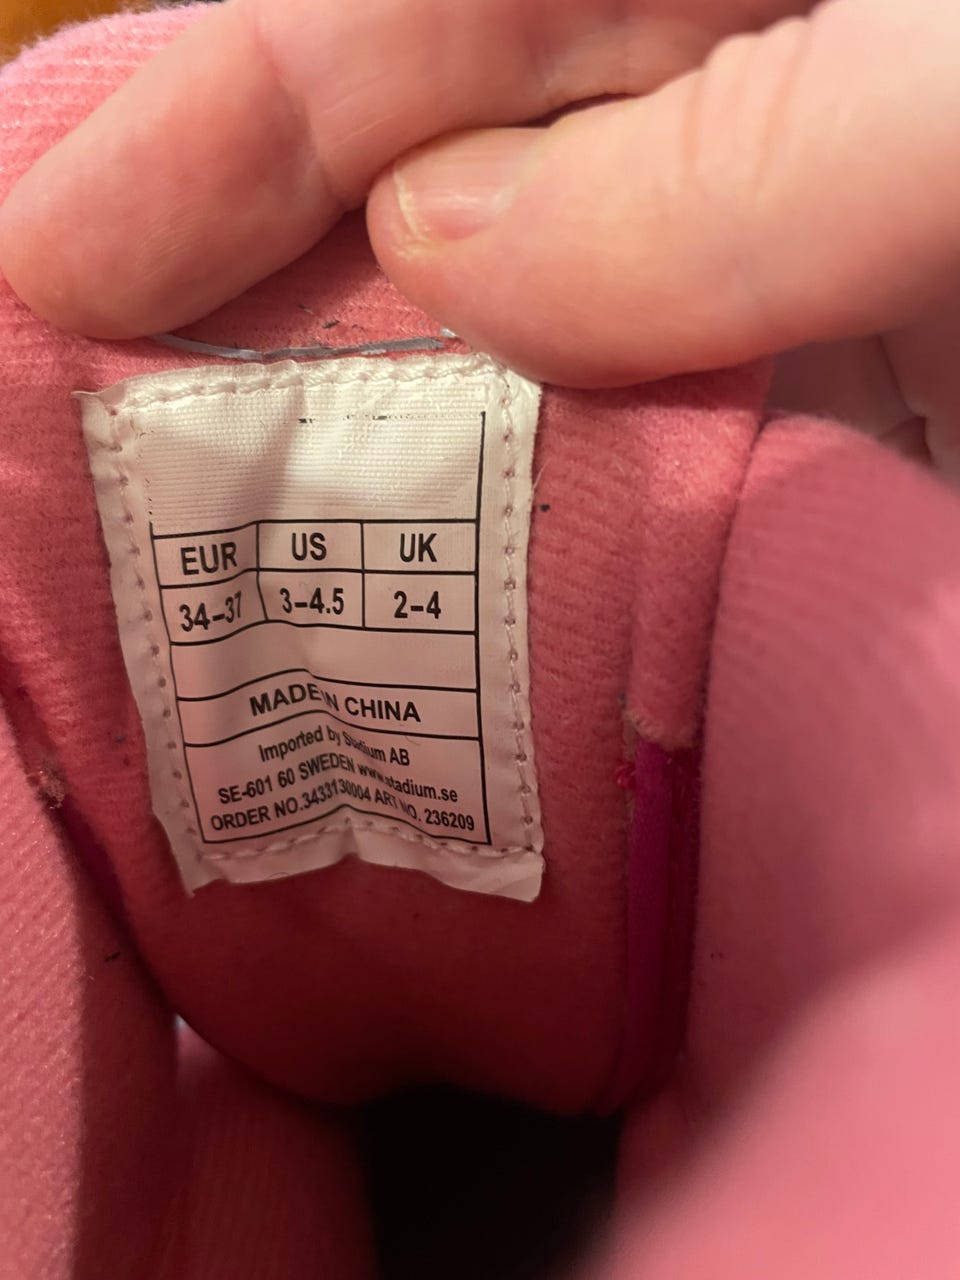 EUR US UK
34-37 3-4.5 2-4
MADE IN CHINA
Imported by Stadium AB
SE-601 60 SWEDEN www.stadium.se
ORDER NO.3433130004 ART NO. 236209